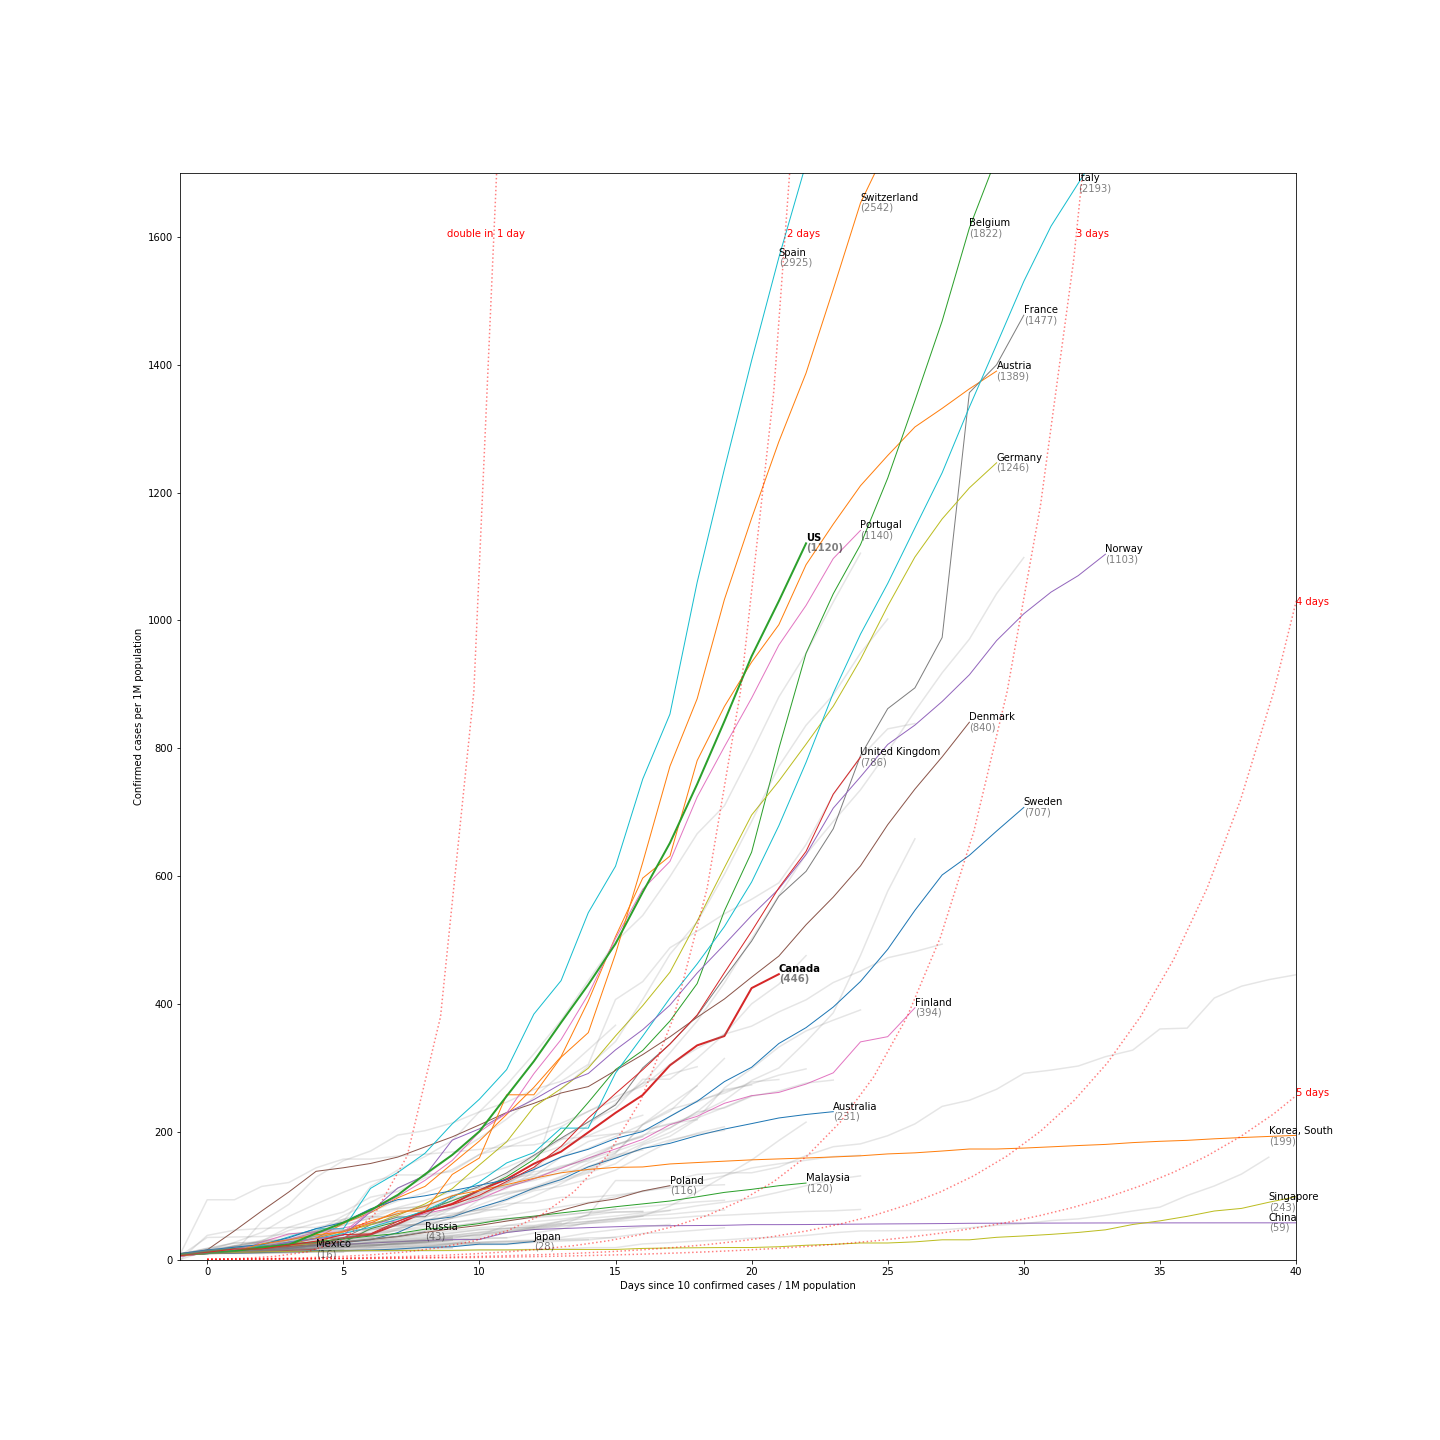 Italy
(2193)
Switzerland
(2542)
Belgium
(1822)
double in 1 day
2 days
3 days
Spain
(2925)
France
(1477)
Austria
(1389)
Germany
(1246)
Portugal
(1140)
US
(1120)
Norway
(1103)
4 days
Denmark
(840)
United Kingdom
(786)
Sweden
(707)
Canada
(446)
Finland
(394)
5 days
Australia
(231)
Korea, South
(199)
Poland
(116)
Malaysia
(120)
Singapore
(243)
China
(59)
Russia
(43)
Japan
(28)
Mexico
(16)
1600
1400
1200
1000
800
600
400
200
0
Confirmed cases per 1M population
0 5 10 15 20 25 30 35 40
Days since 10 confirmed cases / 1M population